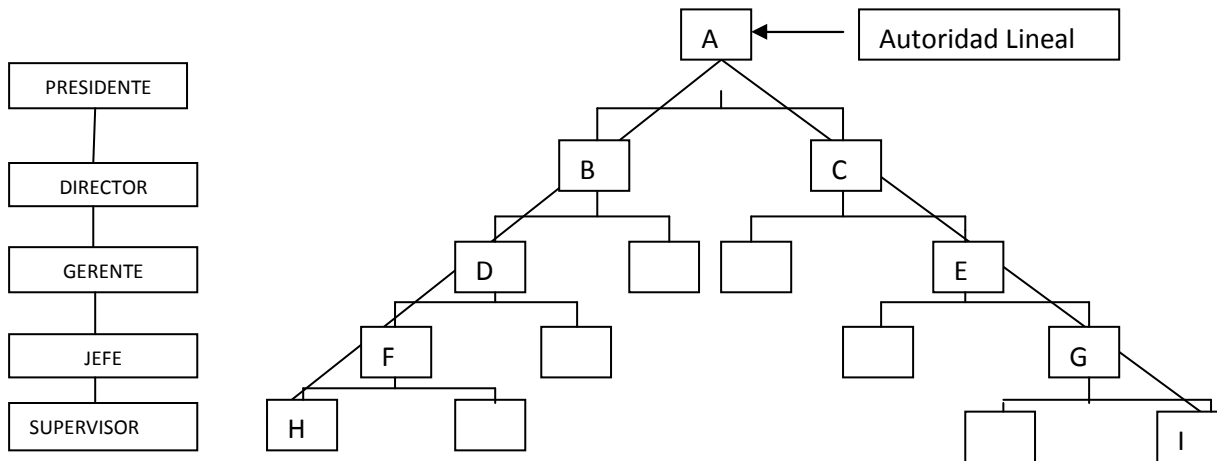 A
Autoridad Lineal
PRESIDENTE
B
C
DIRECTOR
D
E
GERENTE
F
G
JEFE
H
I
SUPERVISOR